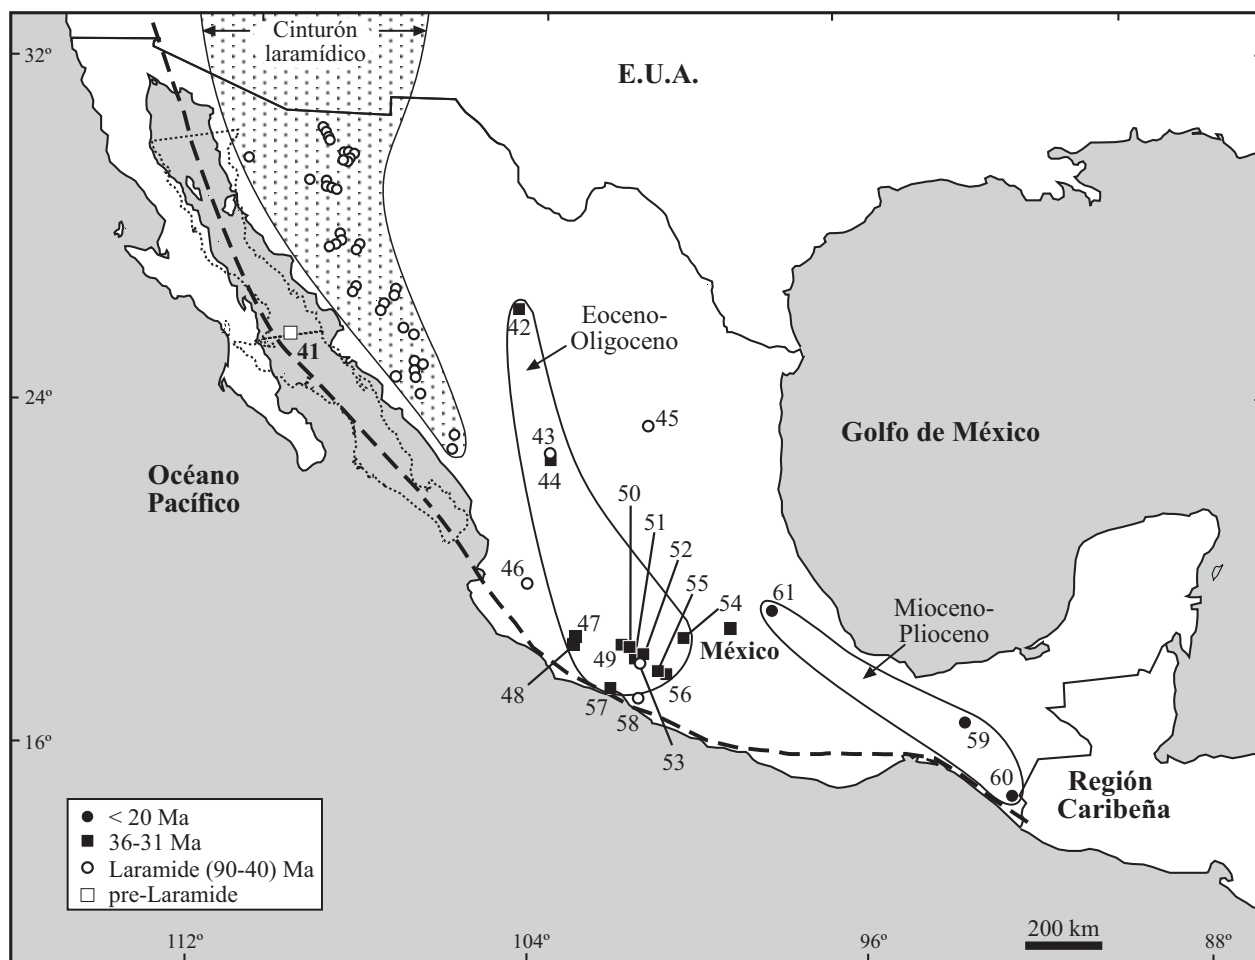 Cinturón
laramídico
32º
E.U.A.
41
42
Eoceno-
Oligoceno
24º
43
45
44
Golfo de México
Océano
Pacífico
50
51
52
46
55
54
61
47
Mioceno-
Plioceno
49
México
48
57
56
58
59
53
16º
60
Región
Caribeña
< 20 Ma
36-31 Ma
Laramide (90-40) Ma
pre-Laramide
112º
104º
96º
200 km
88º